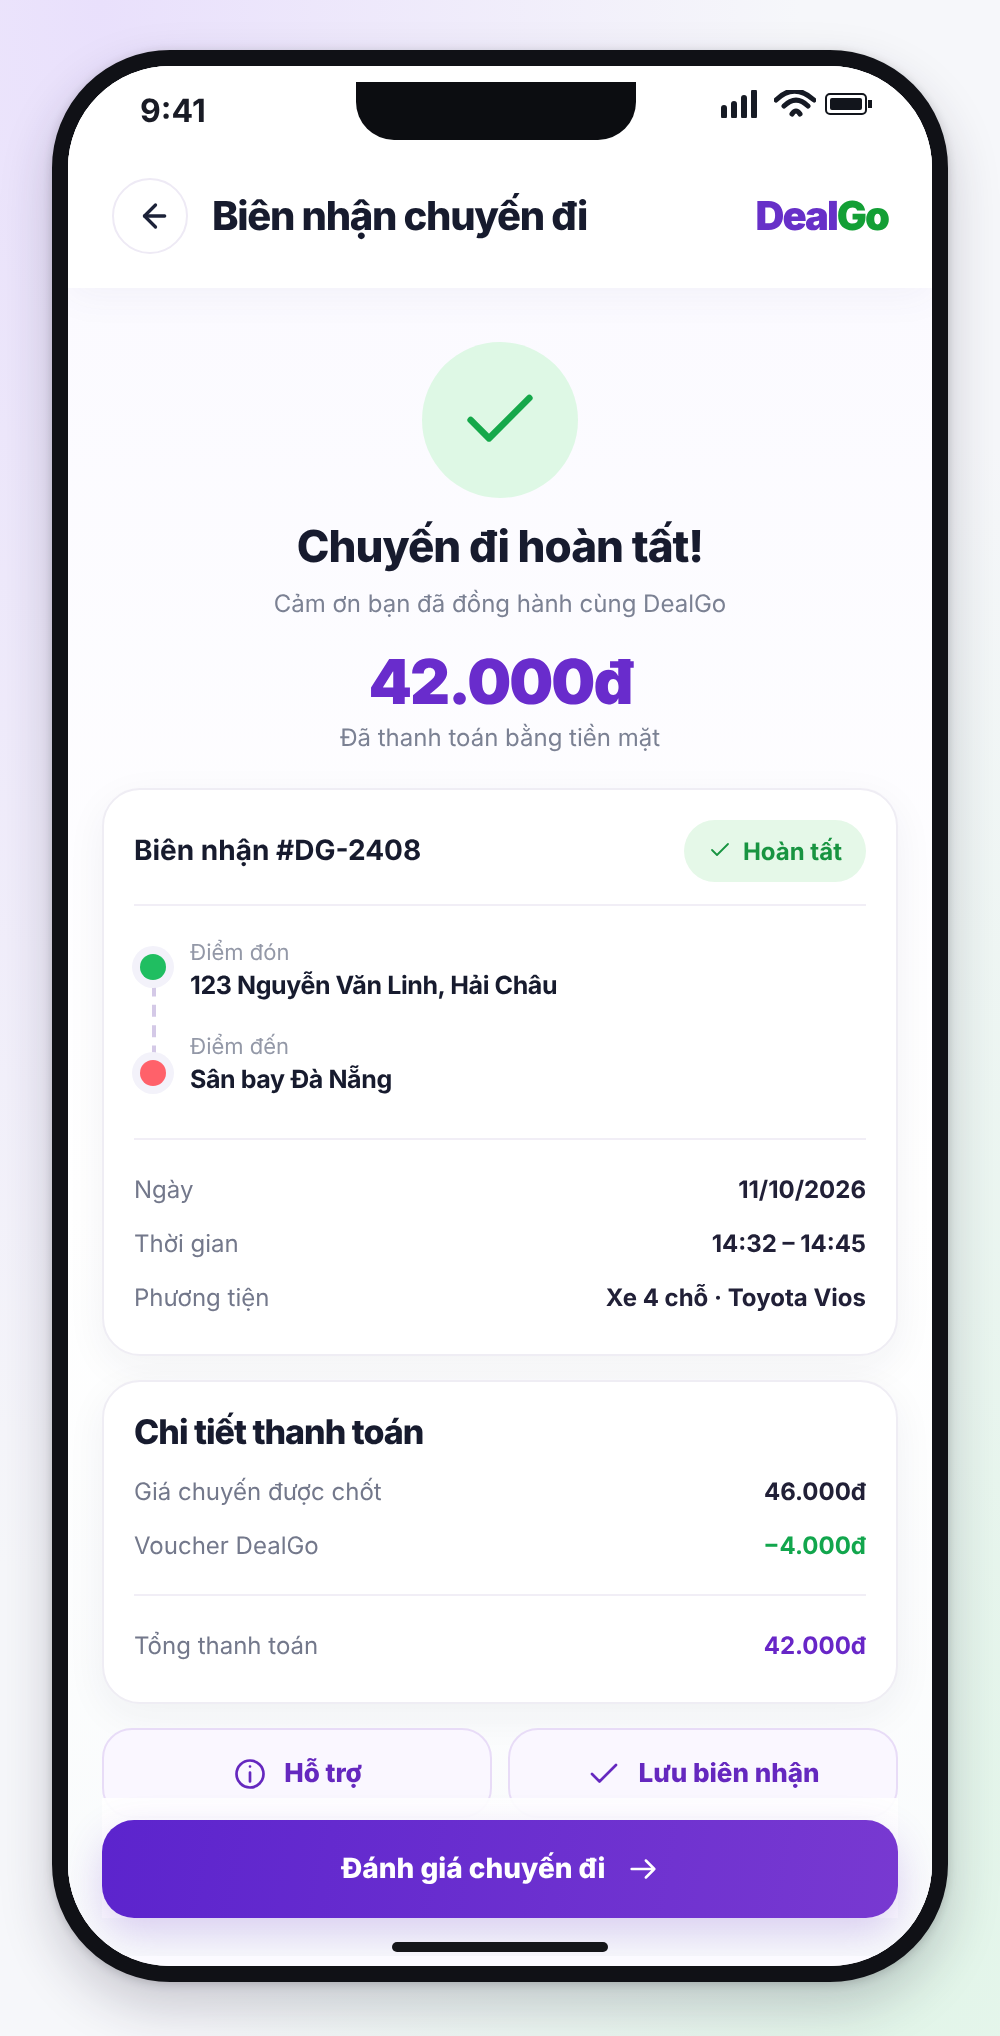 9:41
Biên nhận chuyến đi
DealGo
Chuyến đi hoàn tất!
Cảm ơn bạn đã đồng hành cùng DealGo
42.000đ
Đã thanh toán bằng tiền mặt
Biên nhận #DG-2408
Hoàn tất
Điểm đón
123 Nguyễn Văn Linh, Hải Châu
Điểm đến
Sân bay Đà Nẵng
Ngày
11/10/2026
Thời gian
14:32 – 14:45
Phương tiện
Xe 4 chỗ · Toyota Vios
Chi tiết thanh toán
Giá chuyến được chốt
46.000đ
Voucher DealGo
−4.000đ
Tổng thanh toán
42.000đ
Hỗ trợ
Lưu biên nhận
Đánh giá chuyến đi →